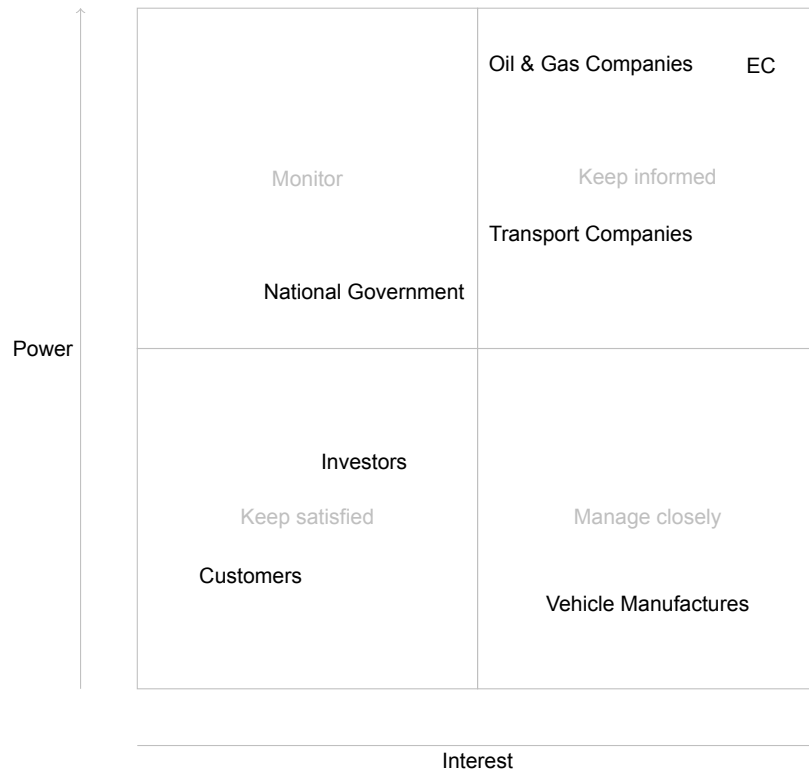 Oil & Gas Companies EC
Monitor
Keep informed
Transport Companies
National Government
Power
Investors
Keep satisfied
Manage closely
Customers
Vehicle Manufactures
Interest